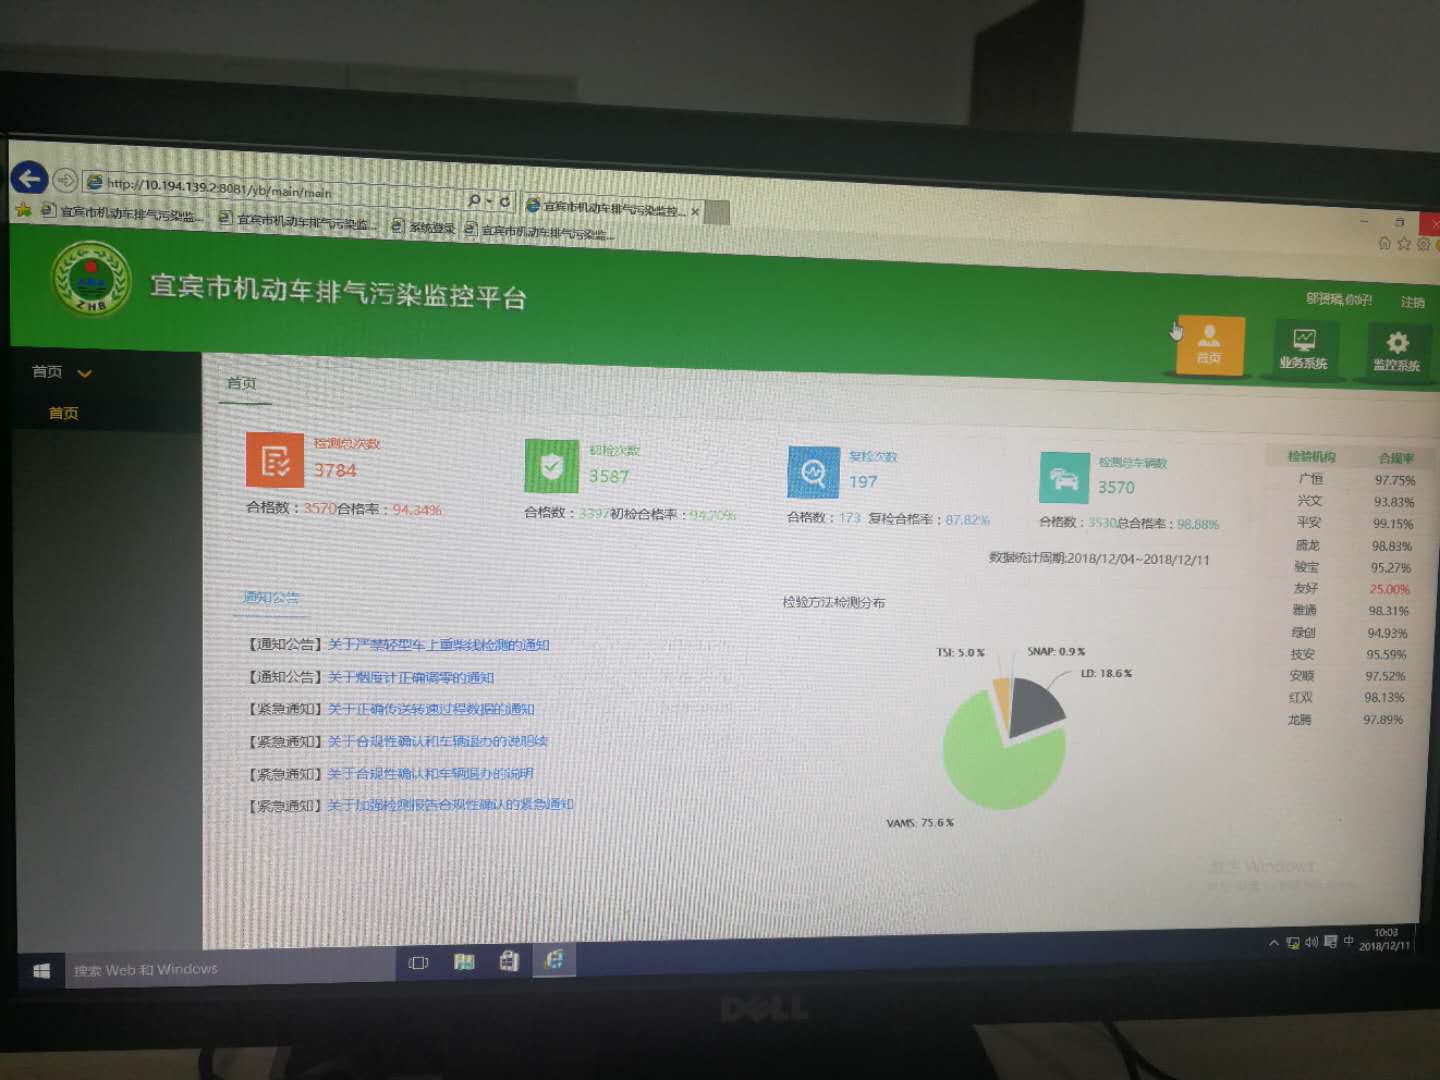 http://10.194.139.2:8081/yb/main/main
宜宾市机动车排气污染监控...
宜宾市机动车排气污染监...
宜宾市机动车排气污染监...
系统登录
宜宾市机动车排气污染监...
ZHB
宜宾市机动车排气污染监控平台
你好!
注销
首页
业务系统
监控系统
首页
首页
首页
检测总次数
3784
合格数：3570合格率：94.34%
初检次数
3587
合格数：3397初检合格率：94.70%
复检次数
197
合格数：173 复检合格率：87.82%
检测总车辆数
3570
合格数：3530总合格率：98.88%
数据统计周期:2018/12/04~2018/12/11
检验机构 合规率
广恒 97.75%
兴文 93.83%
平安 99.15%
盛龙 98.83%
骏宝 95.27%
友好 25.00%
雅通 98.31%
绿创 94.93%
技安 95.59%
安顺 97.52%
红双 98.13%
龙腾 97.89%
通知公告
【通知公告】关于严禁轻型车上重柴线检测的通知
【通知公告】关于烟度计正确调零的通知
【紧急通知】关于正确传送转速过程数据的通知
【紧急通知】关于合规性确认和车辆退办的说明续
【紧急通知】关于合规性确认和车辆退办的说明
【紧急通知】关于加强检测报告合规性确认的紧急通知
检验方法检测分布
TSI: 5.0 %
SNAP: 0.9 %
LD: 18.6 %
VAMS: 75.6 %
激活 Windows
搜索 Web 和 Windows
中
10:03
2018/12/11
DELL